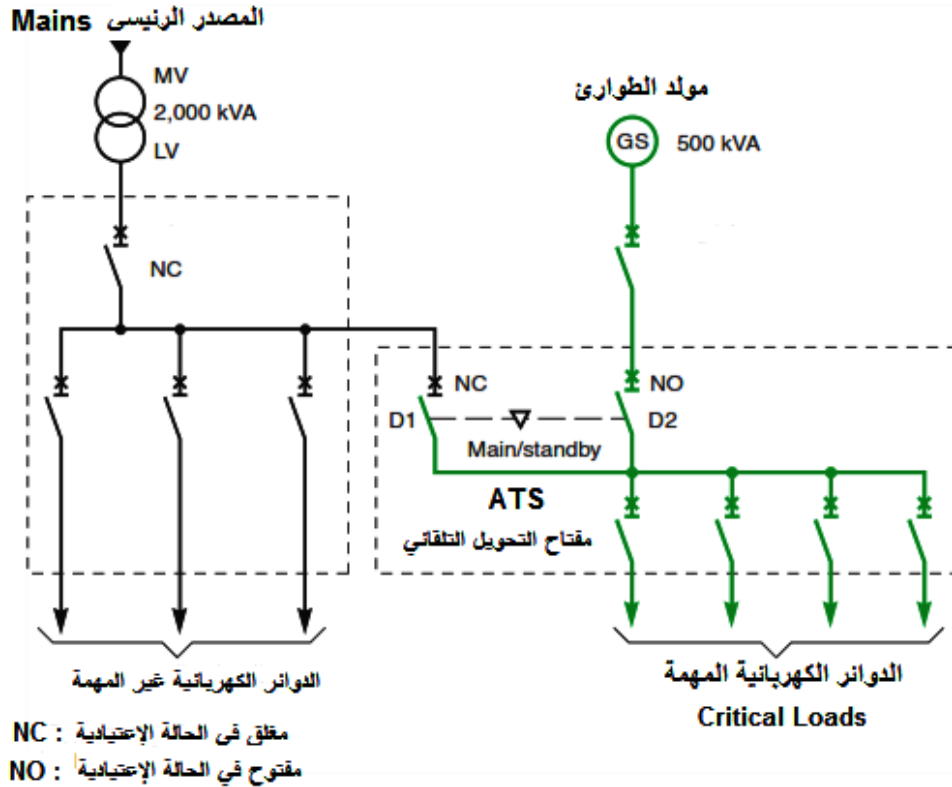 المصدر الرئيسى Mains
MV
2,000 kVA
LV
NC
مولد الطوارئ
GS 500 kVA
NC
NO
D1
D2
Main/standby
ATS
مفتاح التحويل التلقائي
الدوائر الكهربائية غير المهمة
الدوائر الكهربائية المهمة
Critical Loads
NC : مغلق في الحالة الإعتيادية
NO : مفتوح في الحالة الإعتيادية